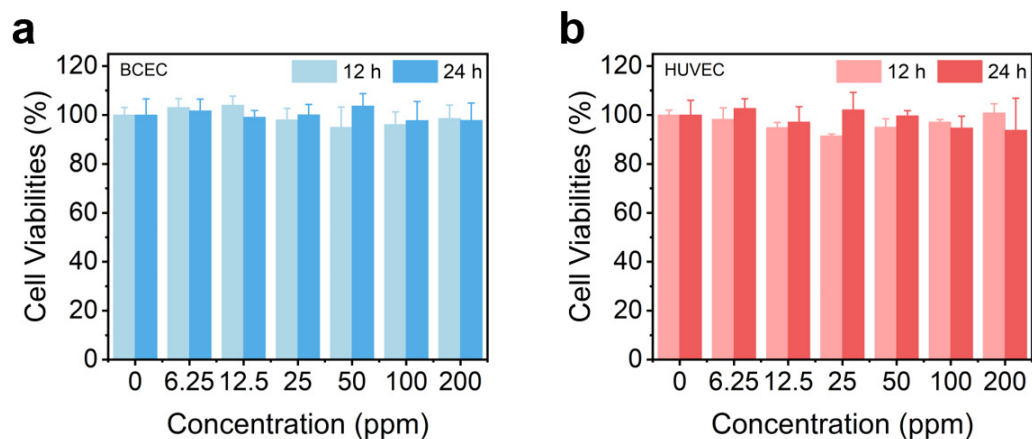 a
BCEC
12 h
24 h
120
100
80
60
40
20
0
Cell Viabilities (%)
0 6.25 12.5 25 50 100 200
Concentration (ppm)
b
HUVEC
12 h
24 h
120
100
80
60
40
20
0
Cell Viabilities (%)
0 6.25 12.5 25 50 100 200
Concentration (ppm)